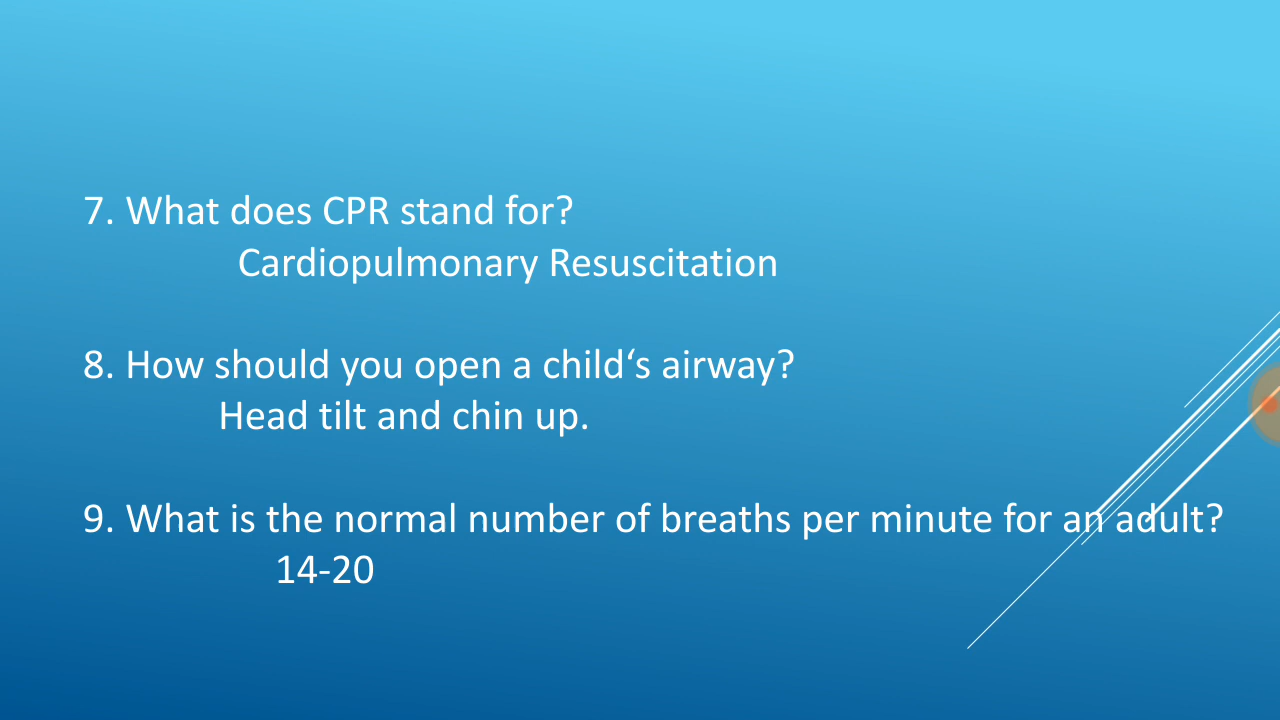 7. What does CPR stand for?
Cardiopulmonary Resuscitation
8. How should you open a child‘s airway?
Head tilt and chin up.
9. What is the normal number of breaths per minute for an adult?
14-20